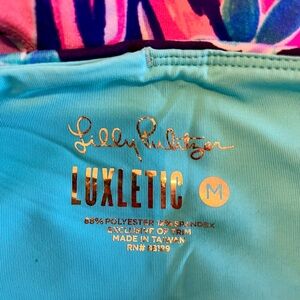 Lilly Pulitzer
LUXLETIC M
88% POLYESTER 12% SPANDEX
EXCLUSIVE OF TRIM
MADE IN TAIWAN
RN# 93199